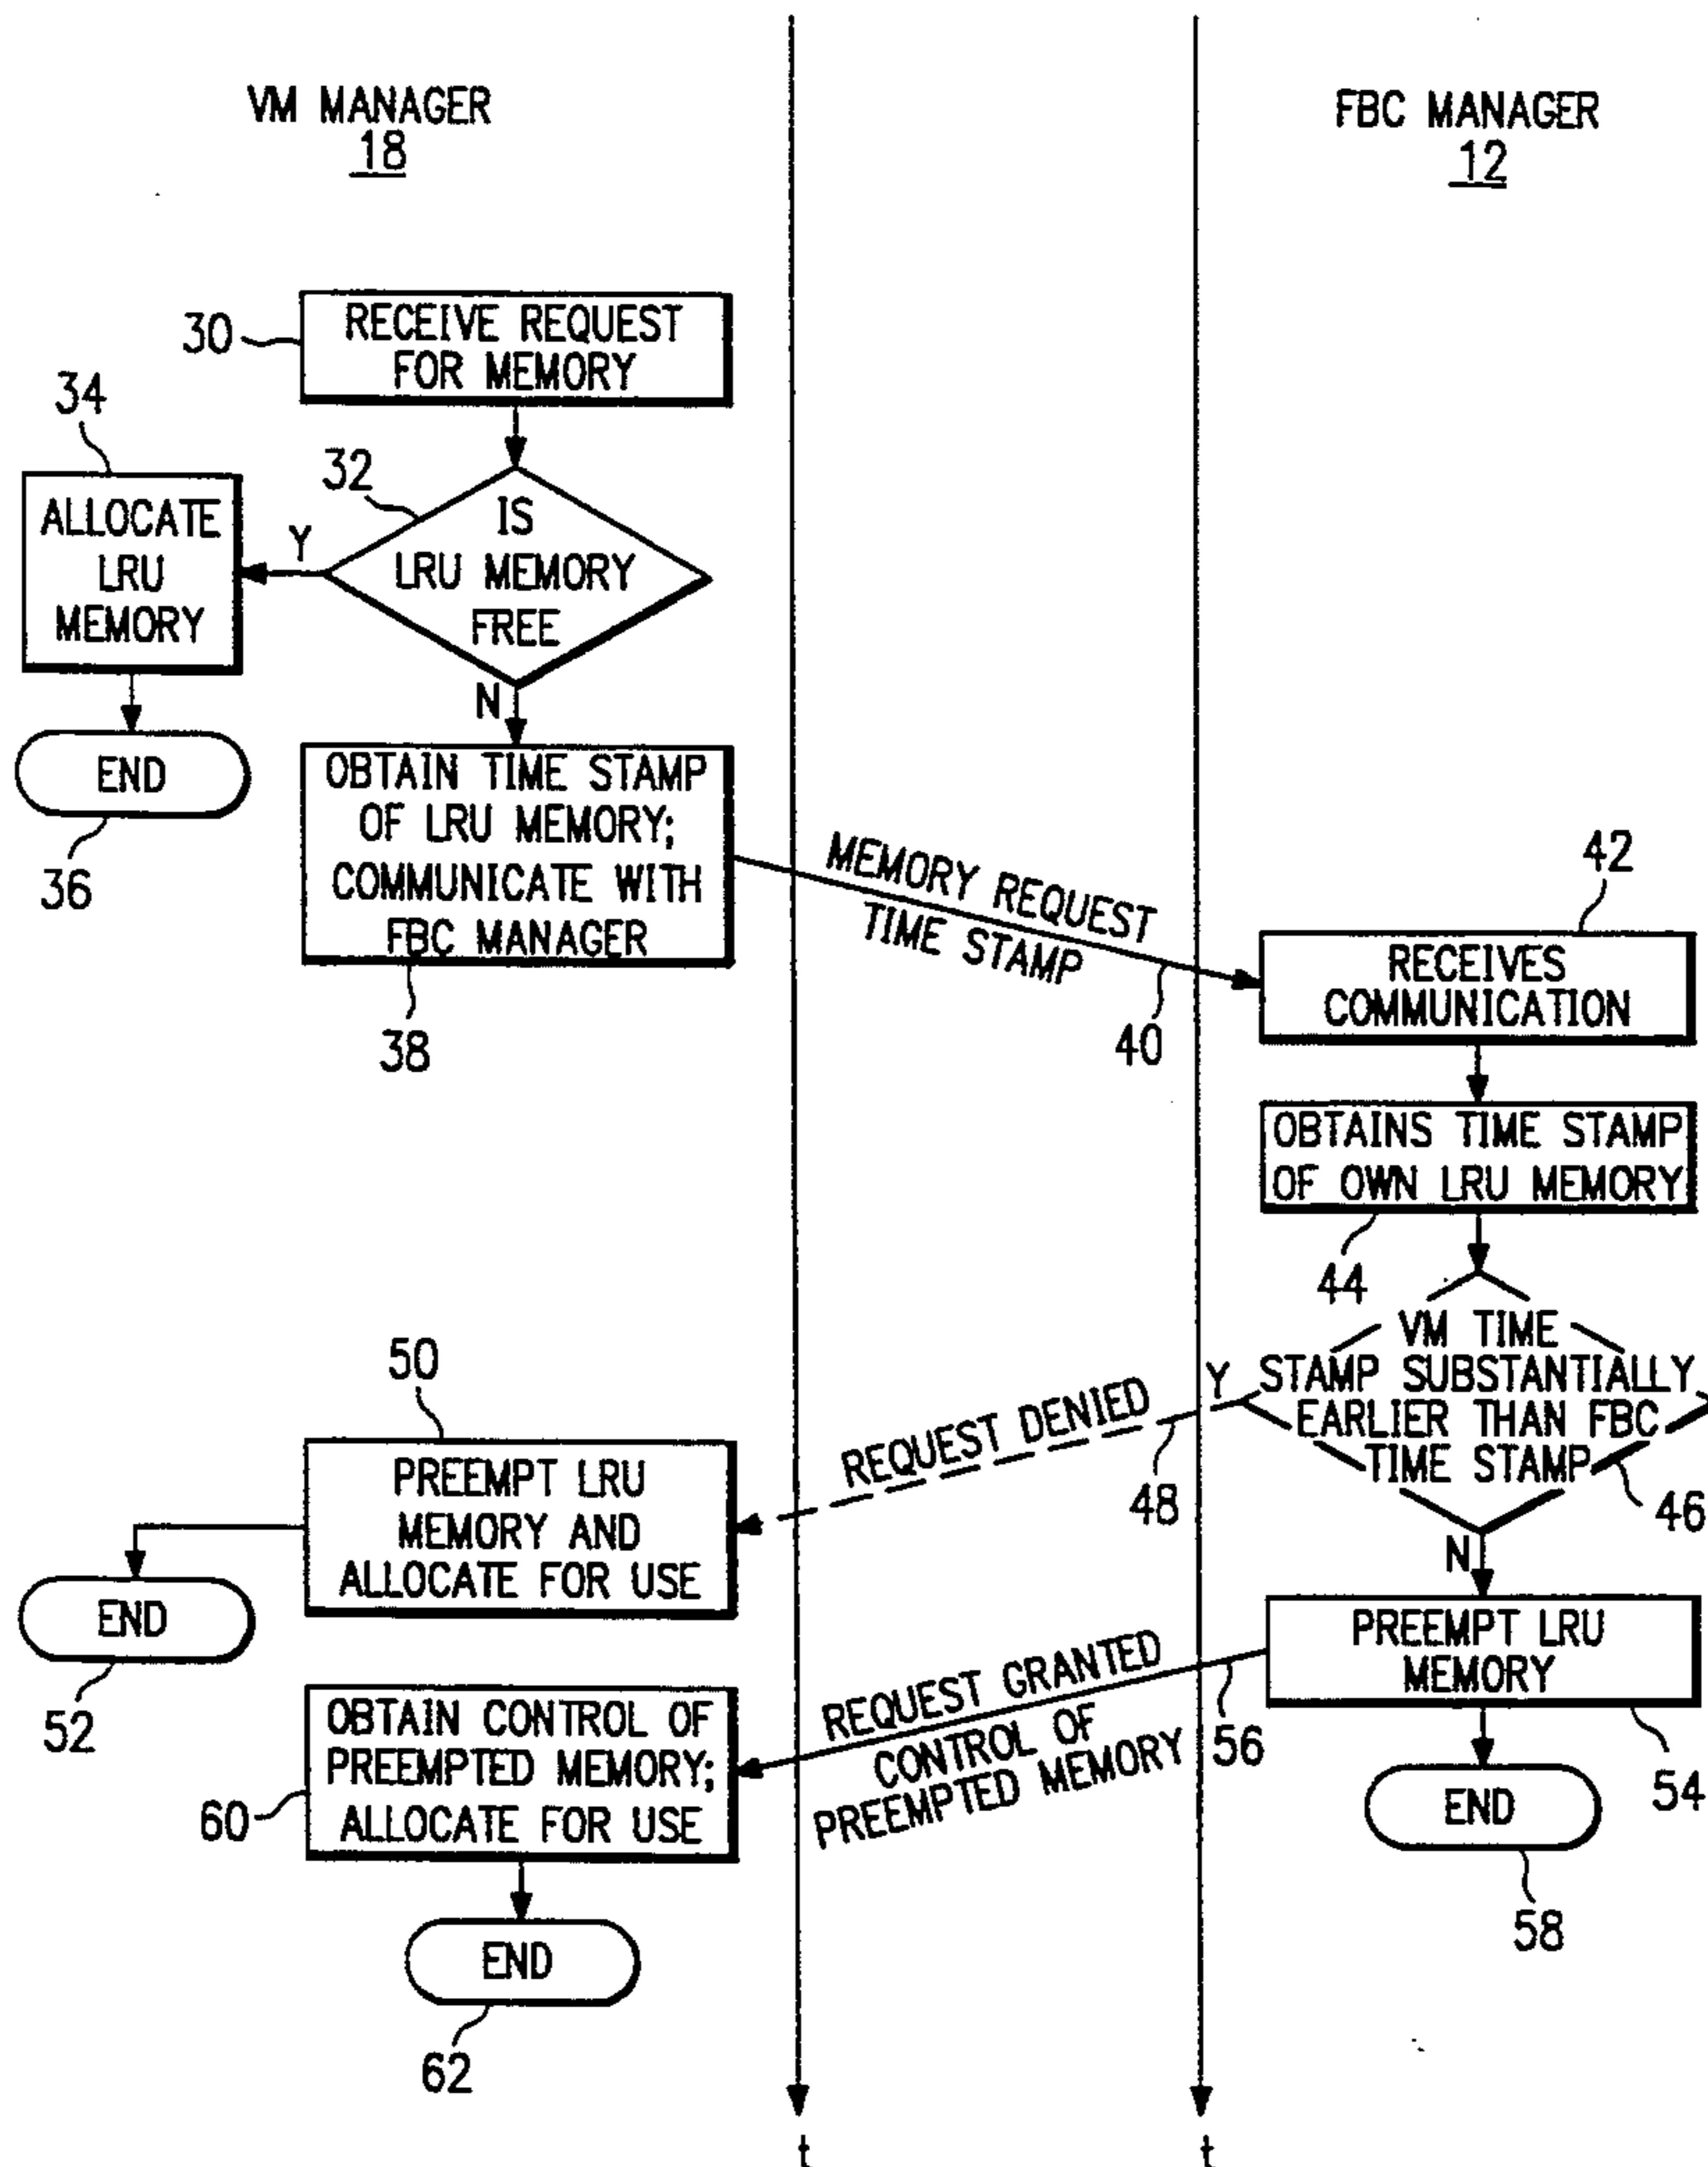 VM MANAGER
18
FBC MANAGER
12
30
RECEIVE REQUEST
FOR MEMORY
34
32
ALLOCATE
LRU
MEMORY
Y
IS
LRU MEMORY
FREE
N
END
36
OBTAIN TIME STAMP
OF LRU MEMORY;
COMMUNICATE WITH
FBC MANAGER
38
MEMORY REQUEST
TIME STAMP
40
42
RECEIVES
COMMUNICATION
OBTAINS TIME STAMP
OF OWN LRU MEMORY
44
VM TIME
STAMP SUBSTANTIALLY
EARLIER THAN FBC
TIME STAMP
46
Y
REQUEST DENIED
48
50
PREEMPT LRU
MEMORY AND
ALLOCATE FOR USE
END
52
N
PREEMPT LRU
MEMORY
54
REQUEST GRANTED
CONTROL OF
PREEMPTED MEMORY
56
END
58
60
OBTAIN CONTROL OF
PREEMPTED MEMORY;
ALLOCATE FOR USE
END
62
t
t